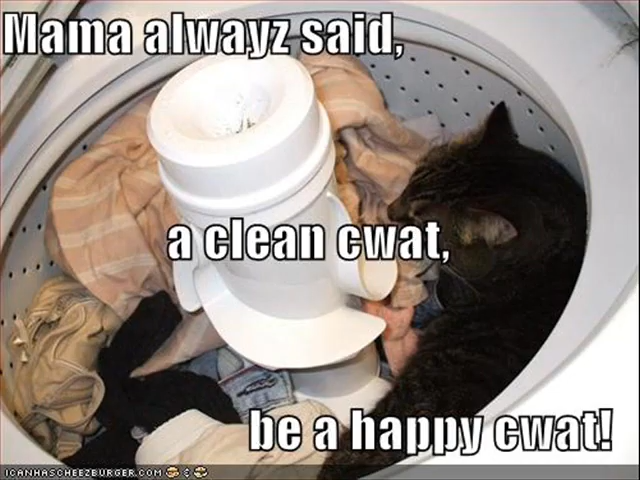 Mama alwayz said,
a clean cwat,
be a happy cwat!
ICANHASCHEEZBURGER.COM